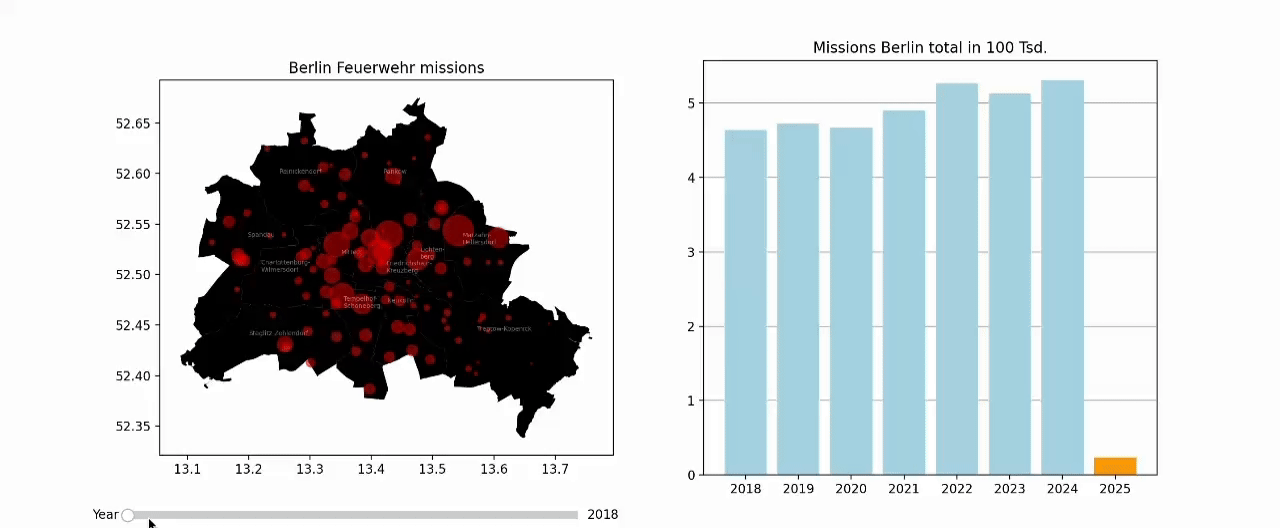 Missions Berlin total in 100 Tsd.
Berlin Feuerwehr missions
52.65
52.60
52.55
52.50
52.45
52.40
52.35
13.1 13.2 13.3 13.4 13.5 13.6 13.7
Reinickendorf
Pankow
Spandau
Mitte
Lichten-
berg
Marzahn-
Hellersdorf
Charlottenburg-
Wilmersdorf
Friedrichshain-
Kreuzberg
Tempelhof-
Schöneberg
Neukölln
Steglitz-Zehlendorf
Treptow-Köpenick
5
4
3
2
1
0
2018 2019 2020 2021 2022 2023 2024 2025
Year 2018